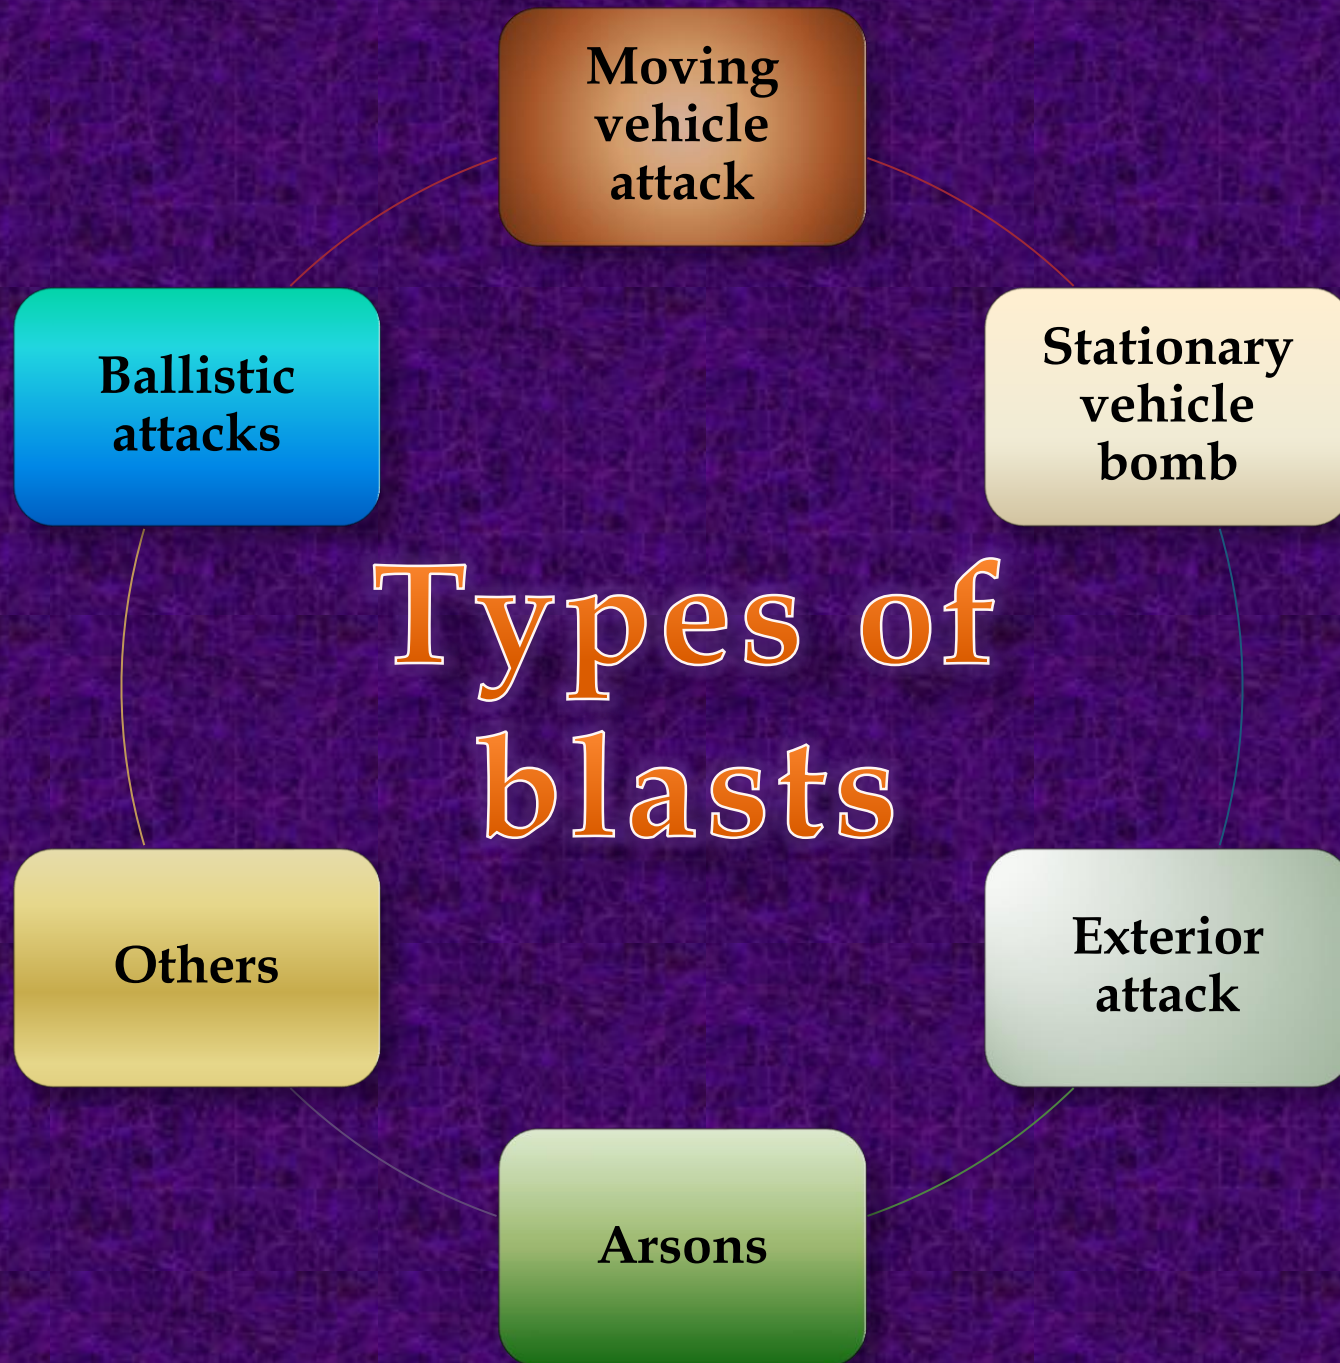 Moving
vehicle
attack
Stationary
vehicle
bomb
Exterior
attack
Arsons
Others
Ballistic
attacks
Types of
blasts